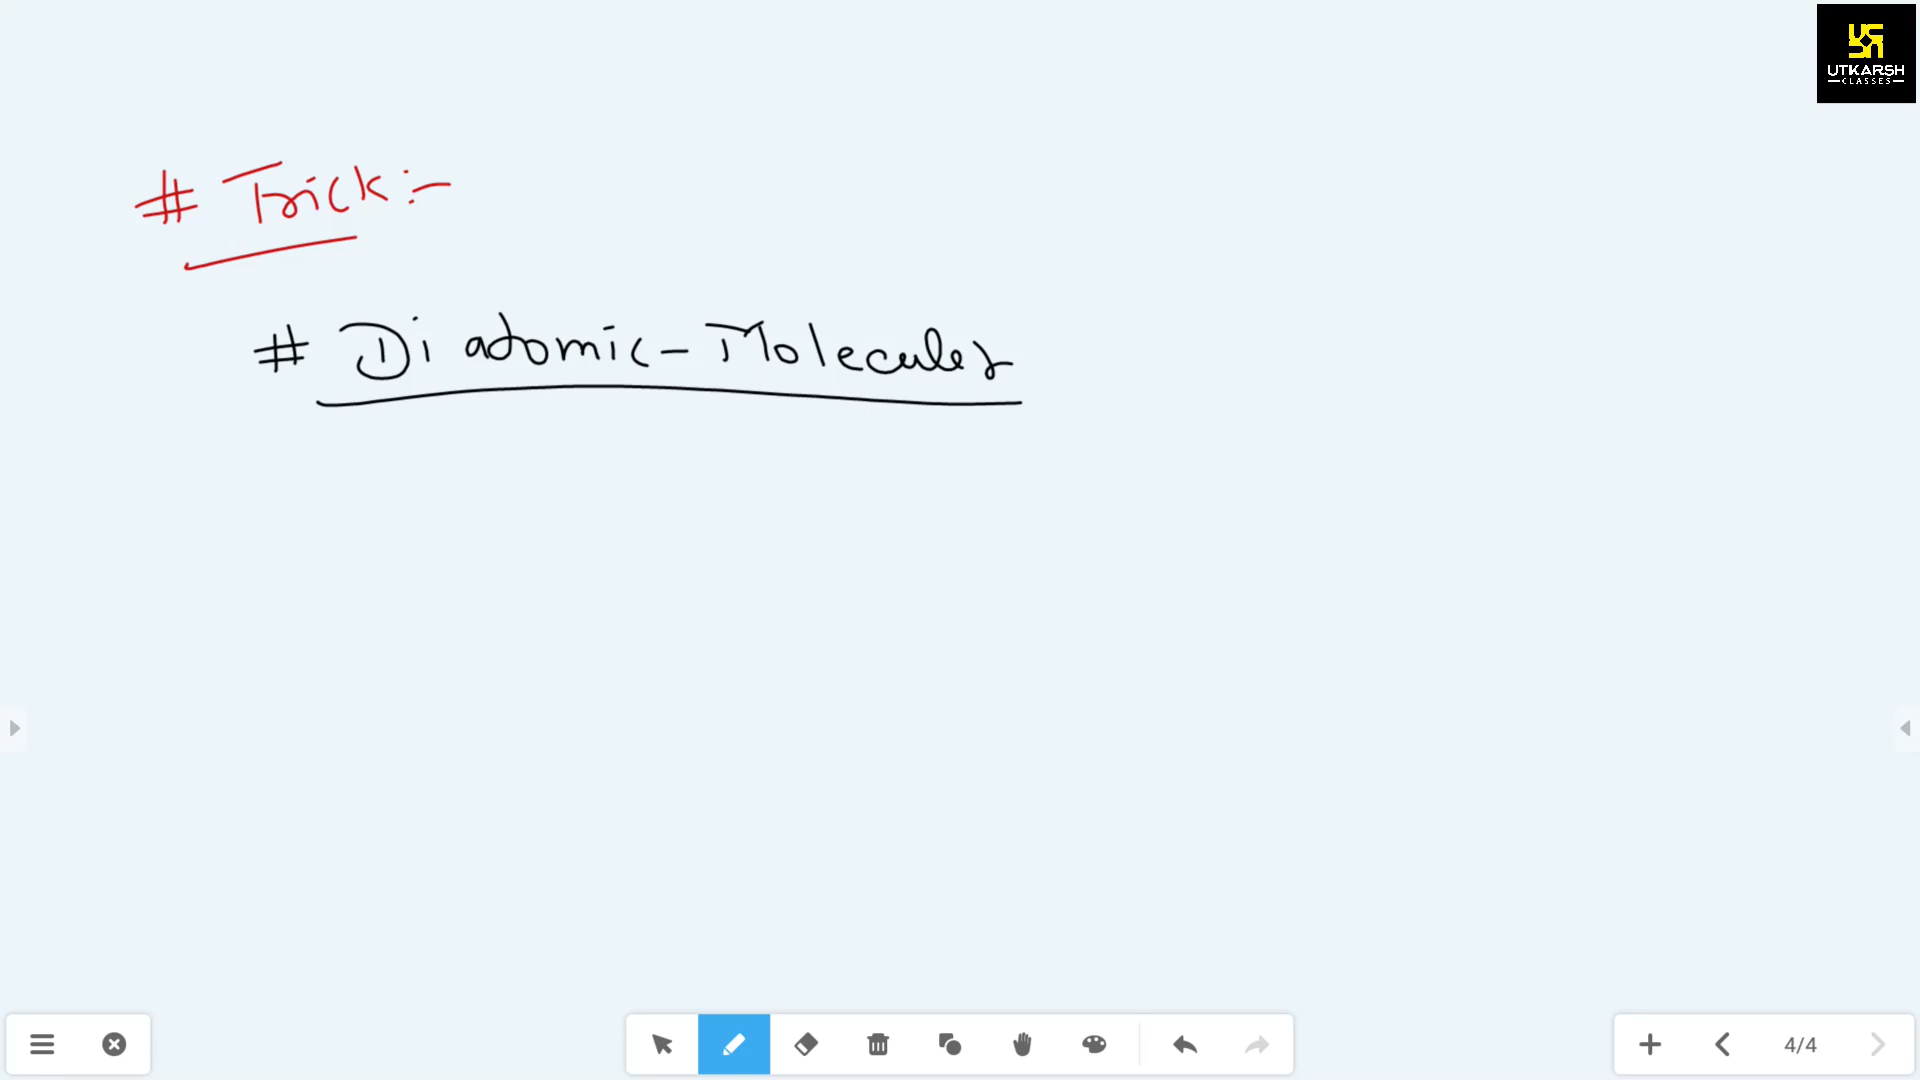 UTKARSH
CLASSES
# Trick :-
# Diatomic - Molecules
4/4